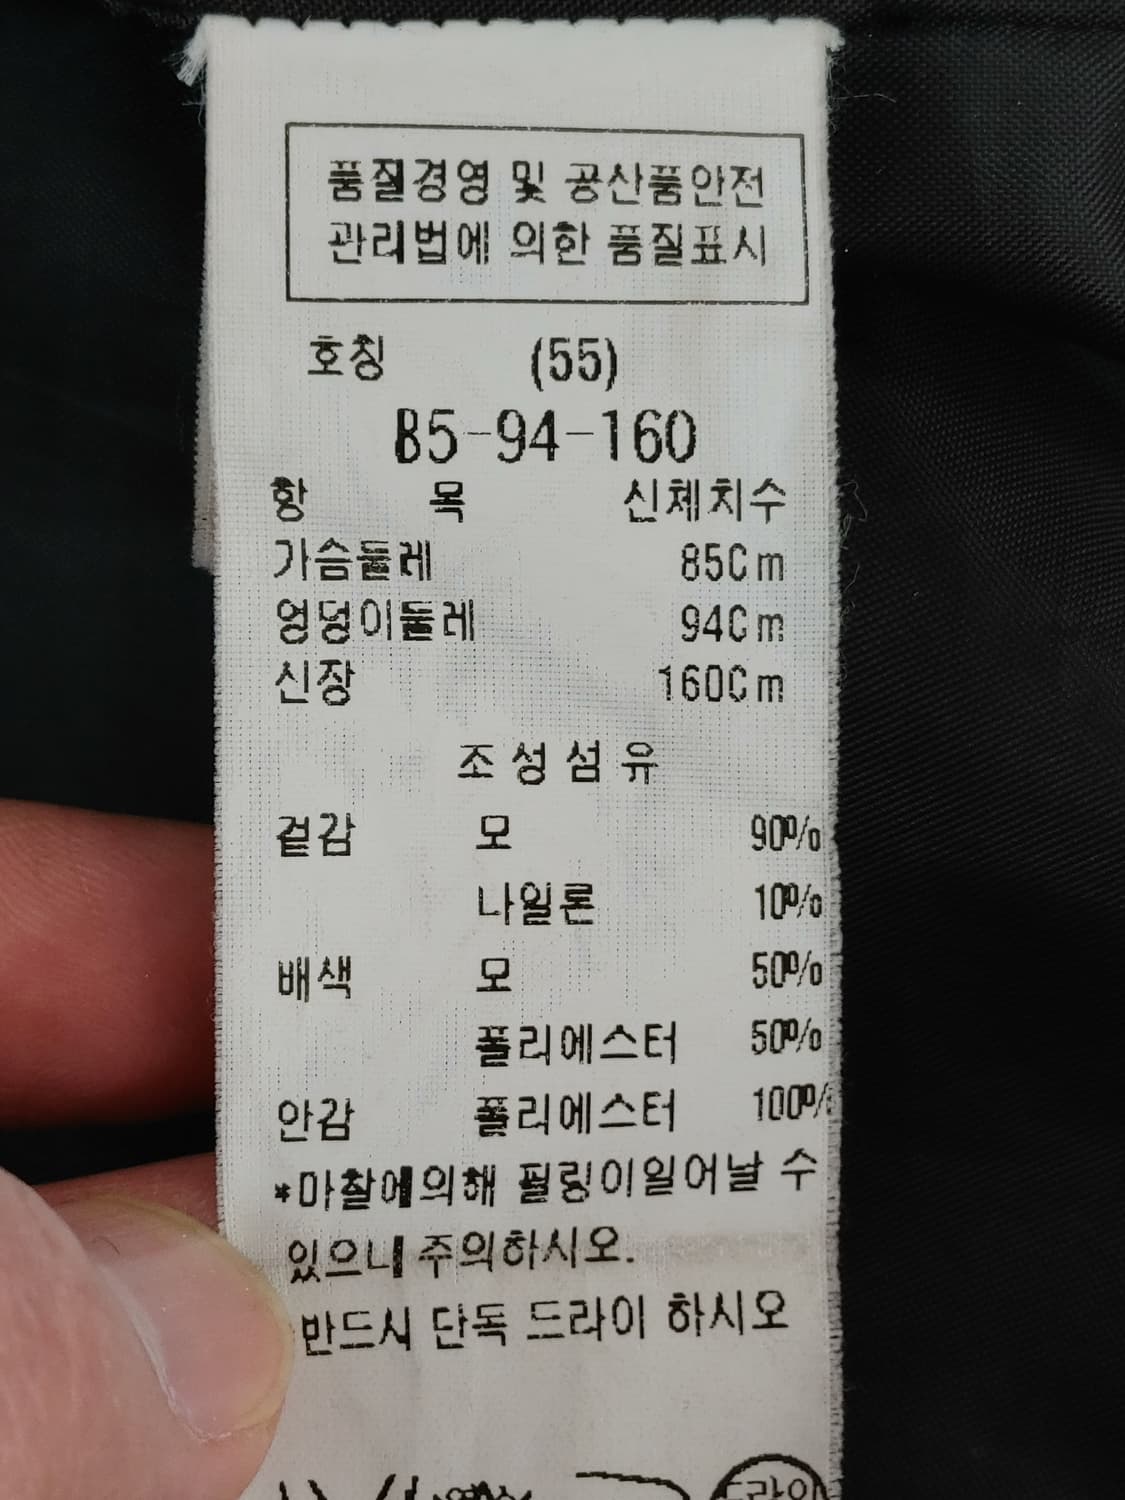 품질경영 및 공산품안전
관리법에 의한 품질표시
호칭 (55)
85-94-160
항 목 신체치수
가슴둘레 85Cm
엉덩이둘레 94Cm
신장 160Cm
조성섬유
겉감 모 90%
나일론 10%
배색 모 50%
폴리에스터 50%
안감 폴리에스터 100%
*마찰에의해 필링이일어날 수
있으니 주의하시오.
반드시 단독 드라이 하시오
드라이